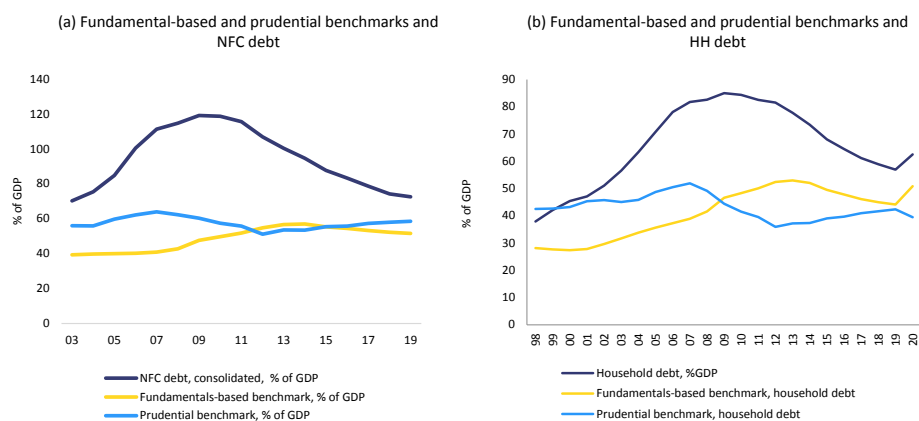 (a) Fundamental-based and prudential benchmarks and
NFC debt
% of GDP
140
120
100
80
60
40
20
0
03 05 07 09 11 13 15 17 19
NFC debt, consolidated, % of GDP
Fundamentals-based benchmark, % of GDP
Prudential benchmark, % of GDP
(b) Fundamental-based and prudential benchmarks and
HH debt
% of GDP
90
80
70
60
50
40
30
20
10
0
98 99 00 01 02 03 04 05 06 07 08 09 10 11 12 13 14 15 16 17 18 19 20
Household debt, %GDP
Fundamentals-based benchmark, household debt
Prudential benchmark, household debt